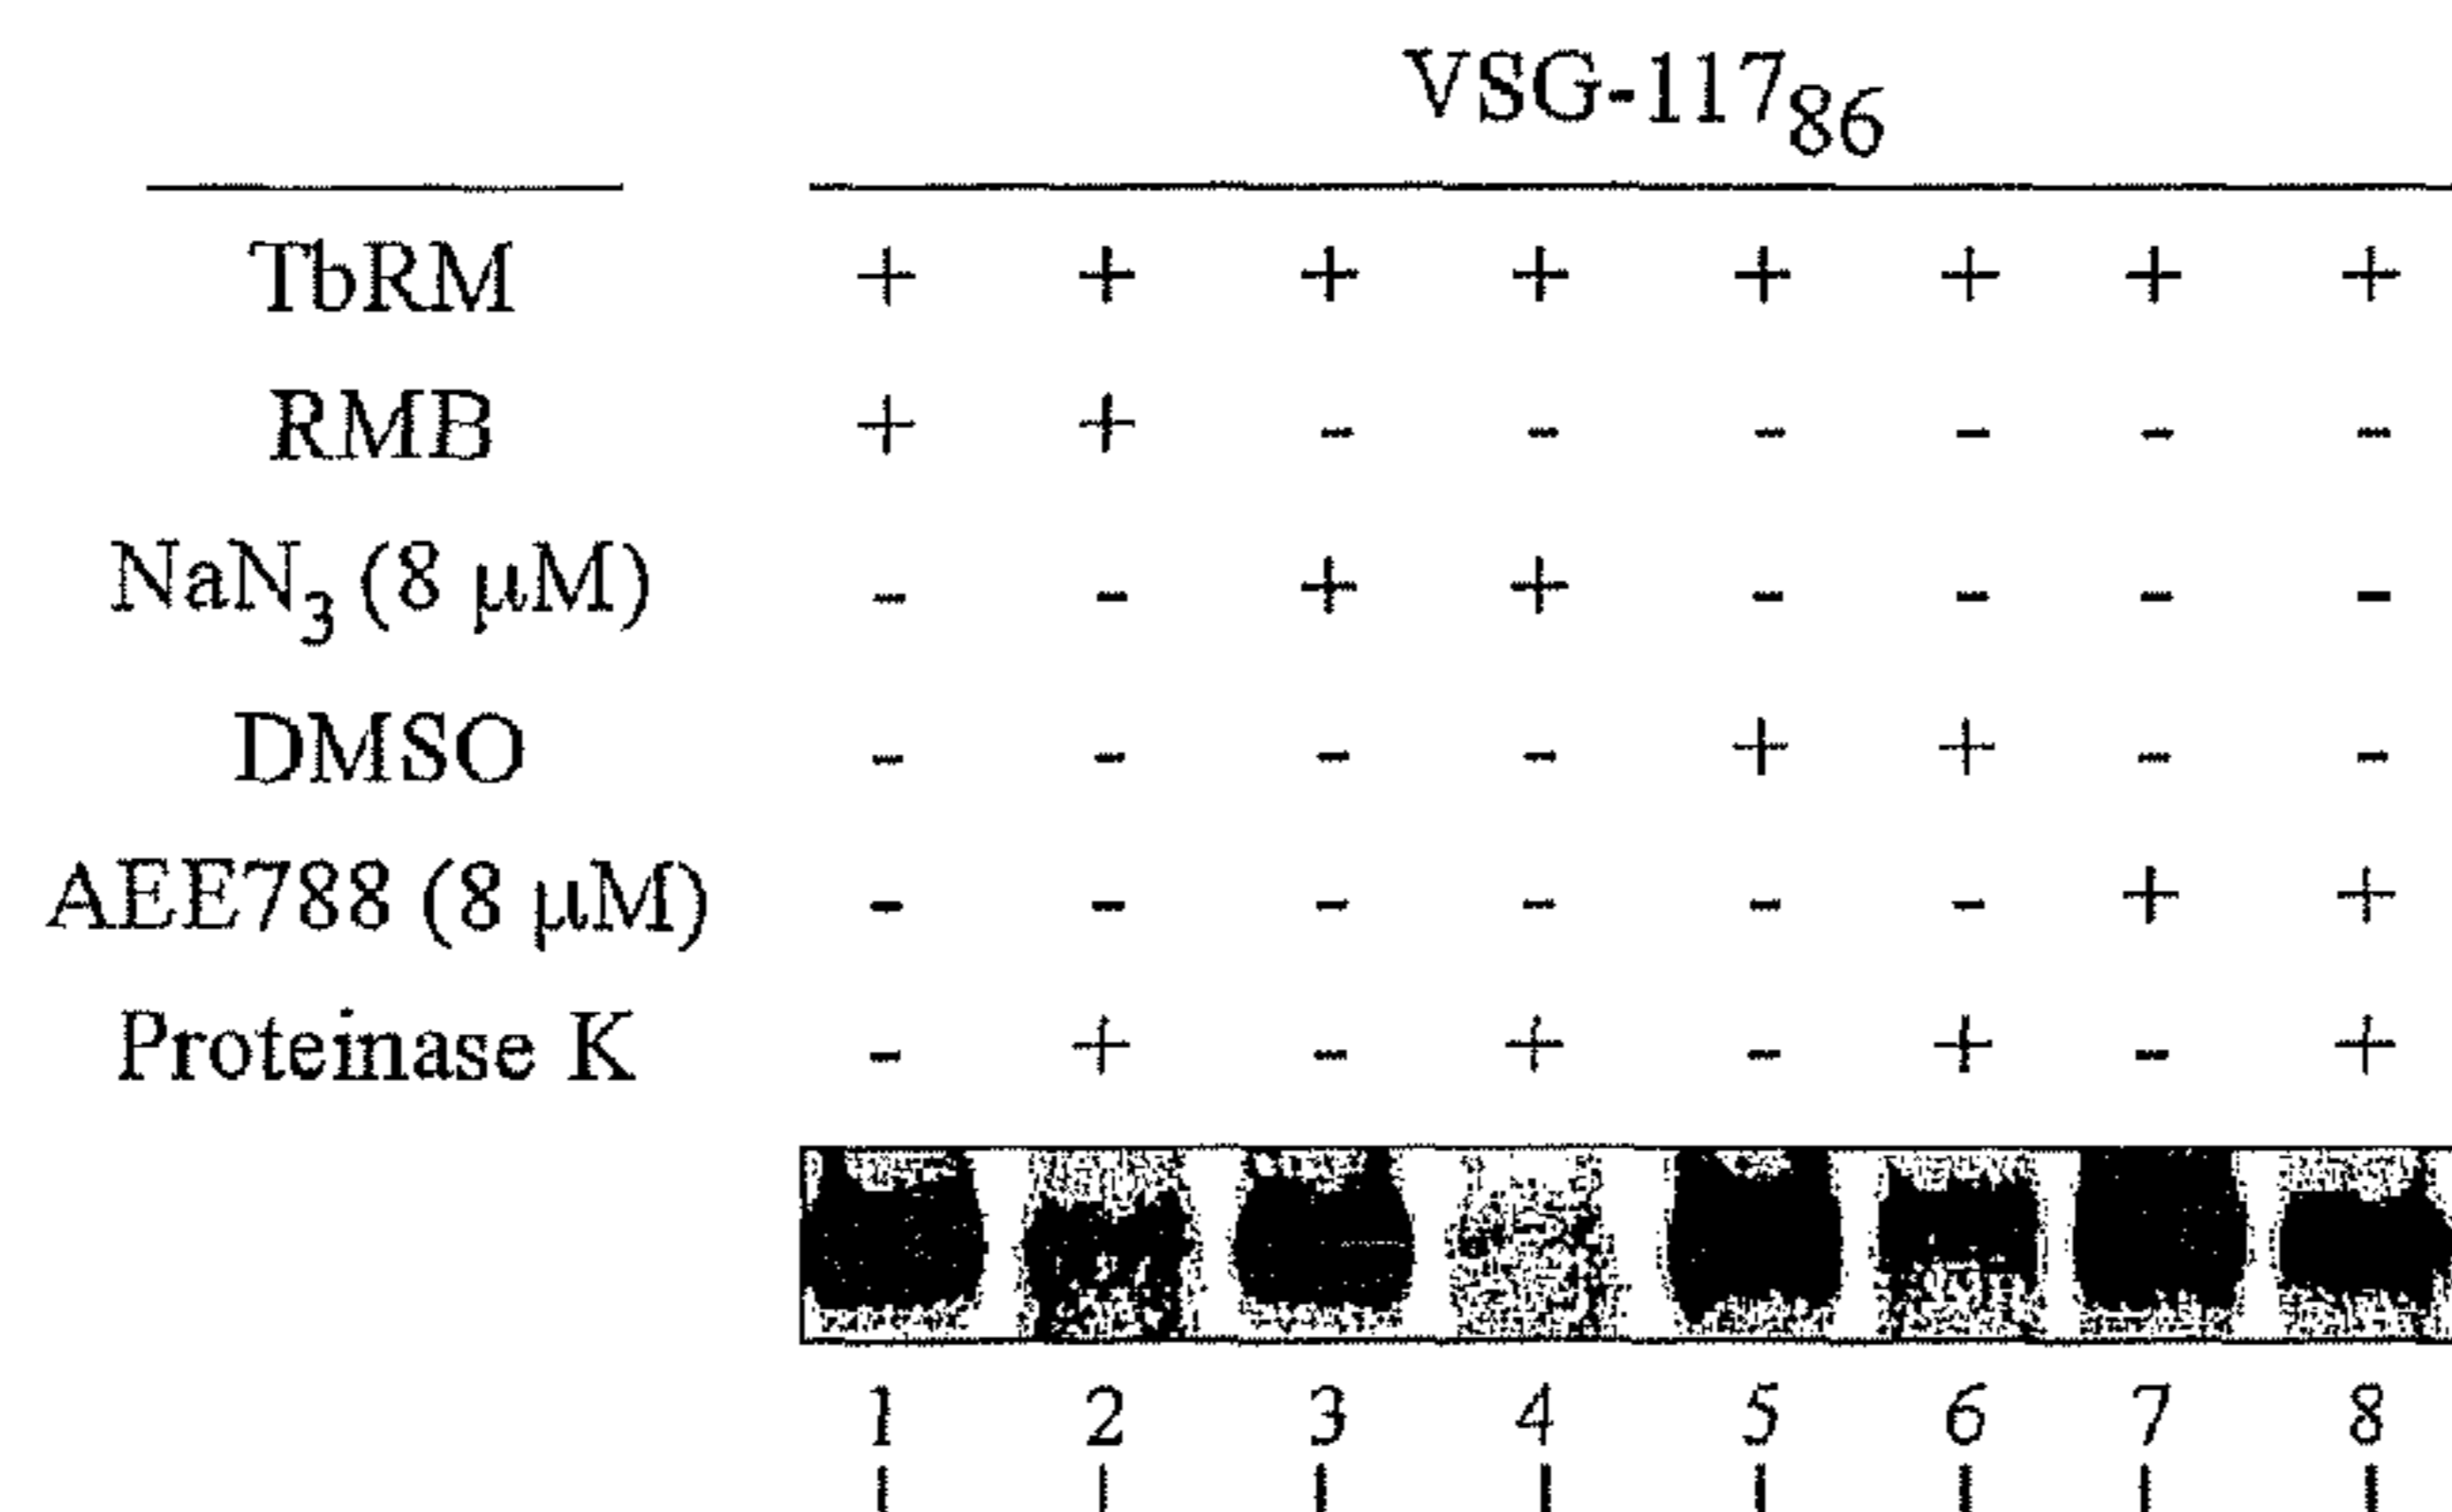 VSG-117₈₆
TbRM + + + + + + + +
RMB + + - - - - - -
NaN₃ (8 µM) - - + + - - - -
DMSO - - - - + + - -
AEE788 (8 µM) - - - - - - + +
Proteinase K - + - + - + - +
1 2 3 4 5 6 7 8